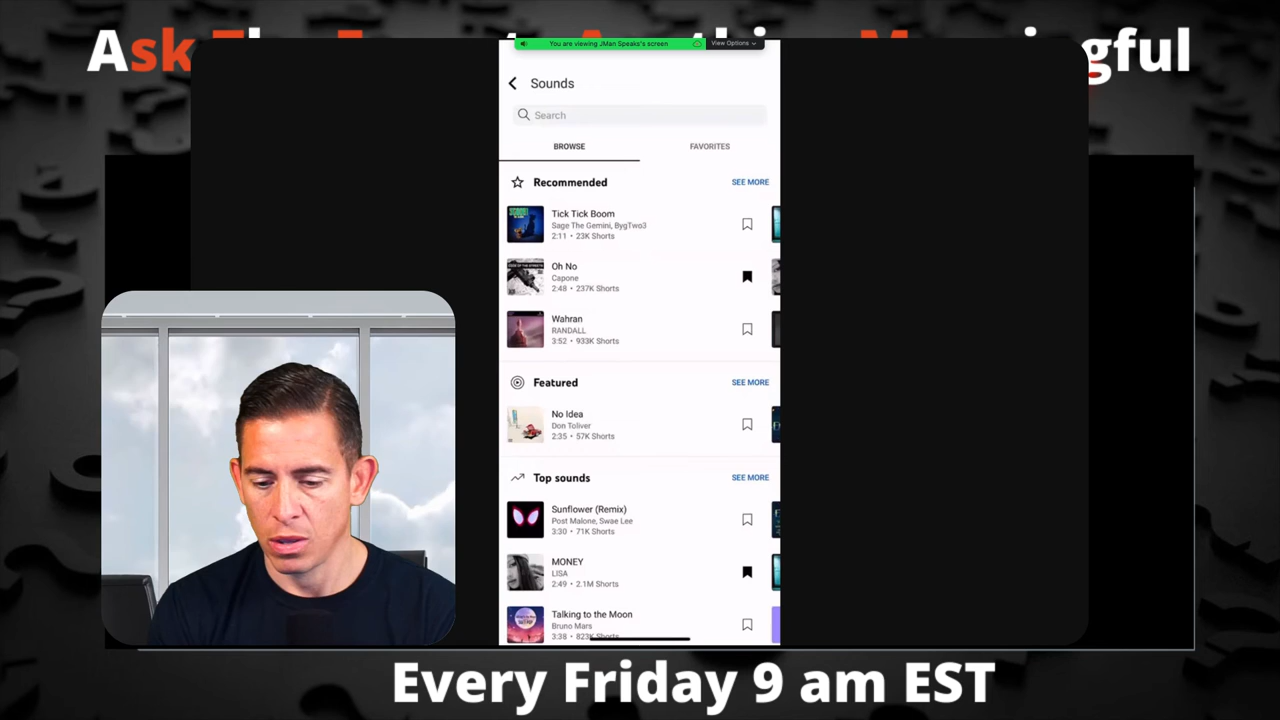 You are viewing JMan Speaks's screen
View Options
Sounds
Search
BROWSE
FAVORITES
Recommended
SEE MORE
Tick Tick Boom
Sage The Gemini, BygTwo3
2:11 • 23K Shorts
Oh No
Capone
2:48 • 237K Shorts
Wahran
RANDALL
3:52 • 933K Shorts
Featured
SEE MORE
No Idea
Don Toliver
2:35 • 57K Shorts
Top sounds
SEE MORE
Sunflower (Remix)
Post Malone, Swae Lee
3:30 • 71K Shorts
MONEY
LISA
2:49 • 2.1M Shorts
Talking to the Moon
Bruno Mars
3:38 • 823K Shorts
Every Friday 9 am EST